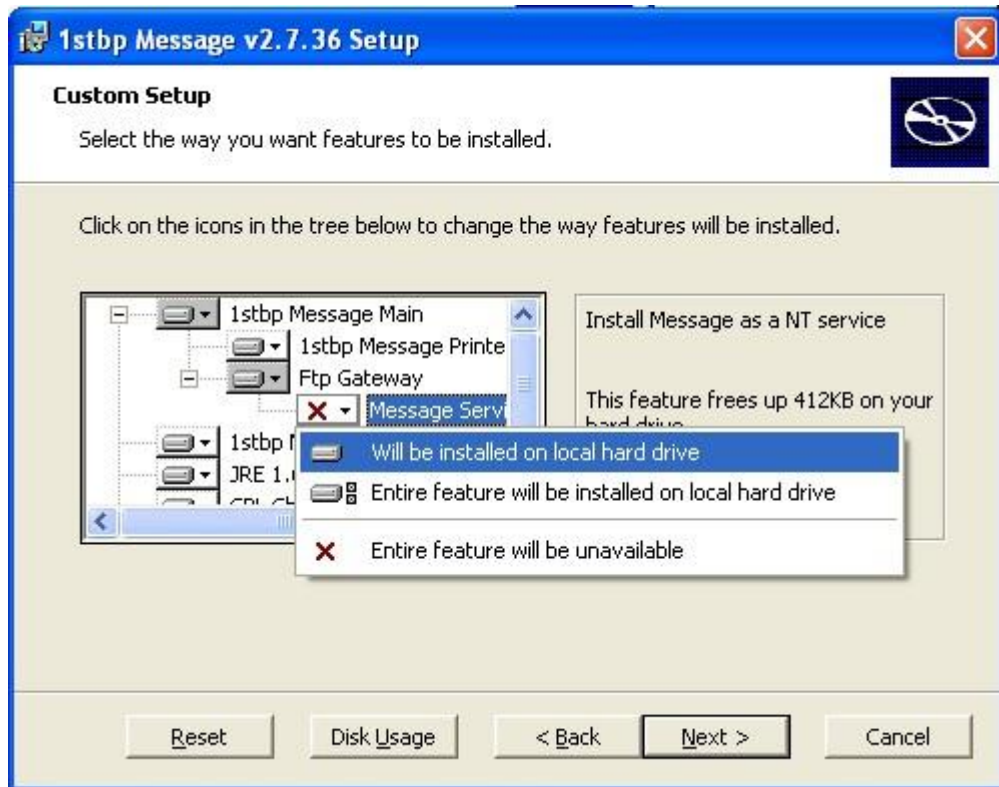 1stbp Message v2.7.36 Setup
Custom Setup
Select the way you want features to be installed.
Click on the icons in the tree below to change the way features will be installed.
1stbp Message Main
1stbp Message Printe
Ftp Gateway
Message Servi
1stbp
JRE 1.
Install Message as a NT service
This feature frees up 412KB on your
hard drive
Will be installed on local hard drive
Entire feature will be installed on local hard drive
Entire feature will be unavailable
Reset
Disk Usage
< Back
Next >
Cancel